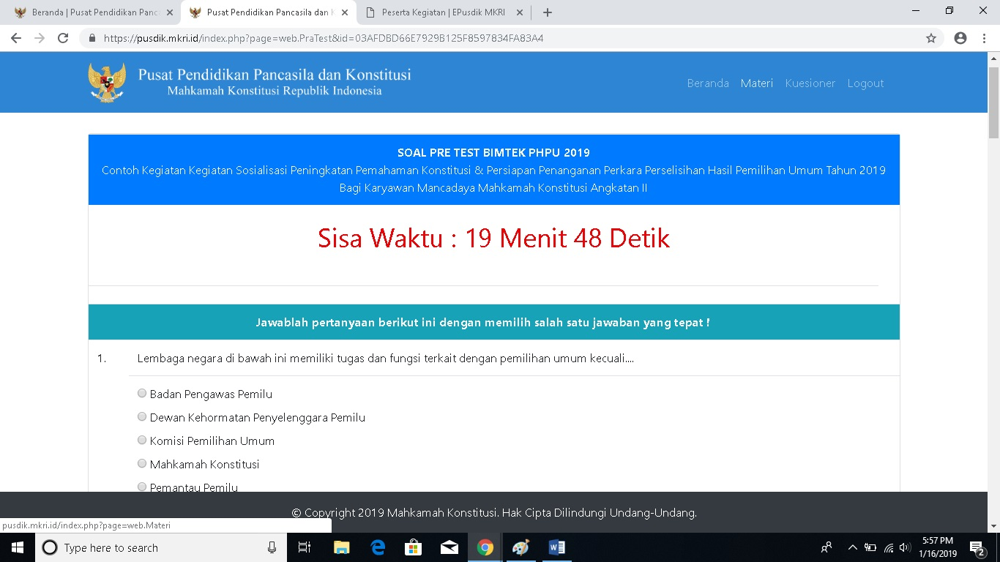 Beranda | Pusat Pendidikan Panc
Pusat Pendidikan Pancasila dan K
Peserta Kegiatan | EPusdik MKRI
https://pusdik.mkri.id/index.php?page=web.PraTest&id=03AFDBD66E7929B125F8597834FA83A4
Pusat Pendidikan Pancasila dan Konstitusi
Mahkamah Konstitusi Republik Indonesia
Beranda Materi Kuesioner Logout
SOAL PRE TEST BIMTEK PHPU 2019
Contoh Kegiatan Kegiatan Sosialisasi Peningkatan Pemahaman Konstitusi & Persiapan Penanganan Perkara Perselisihan Hasil Pemilihan Umum Tahun 2019
Bagi Karyawan Mancadaya Mahkamah Konstitusi Angkatan II
Sisa Waktu : 19 Menit 48 Detik
Jawablah pertanyaan berikut ini dengan memilih salah satu jawaban yang tepat !
1. Lembaga negara di bawah ini memiliki tugas dan fungsi terkait dengan pemilihan umum kecuali....
Badan Pengawas Pemilu
Dewan Kehormatan Penyelenggara Pemilu
Komisi Pemilihan Umum
Mahkamah Konstitusi
Pemantau Pemilu
© Copyright 2019 Mahkamah Konstitusi. Hak Cipta Dilindungi Undang-Undang.
pusdik.mkri.id/index.php?page=web.Materi
Type here to search
5:57 PM
1/16/2019
2